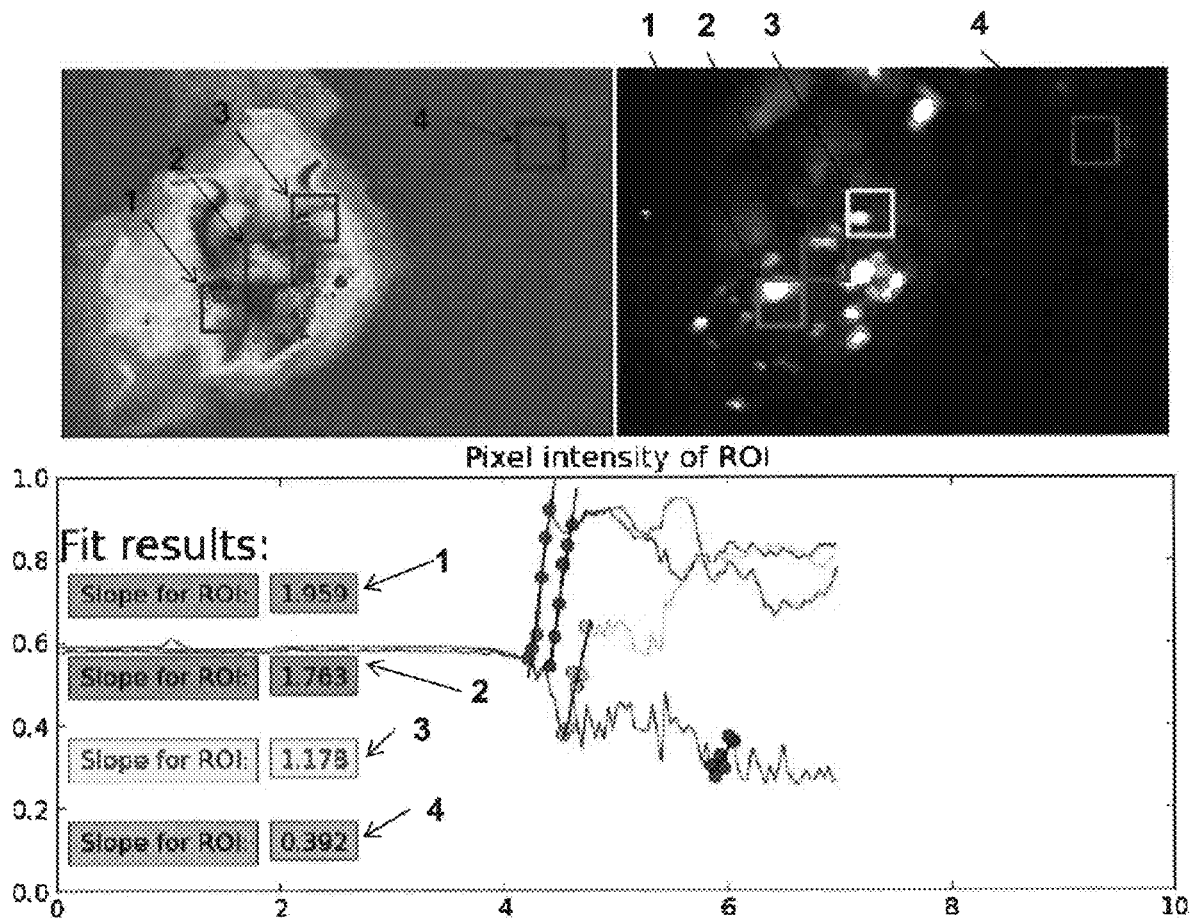 1 2 3 4
3
4
2
1
Pixel intensity of ROI
1.0
Fit results:
0.8
1
Slope for ROI: 1.959
0.6
Slope for ROI: 1.763
2
0.4
3
Slope for ROI: 1.178
0.2
4
Slope for ROI: 0.392
0.0
0 2 4 6 8 10